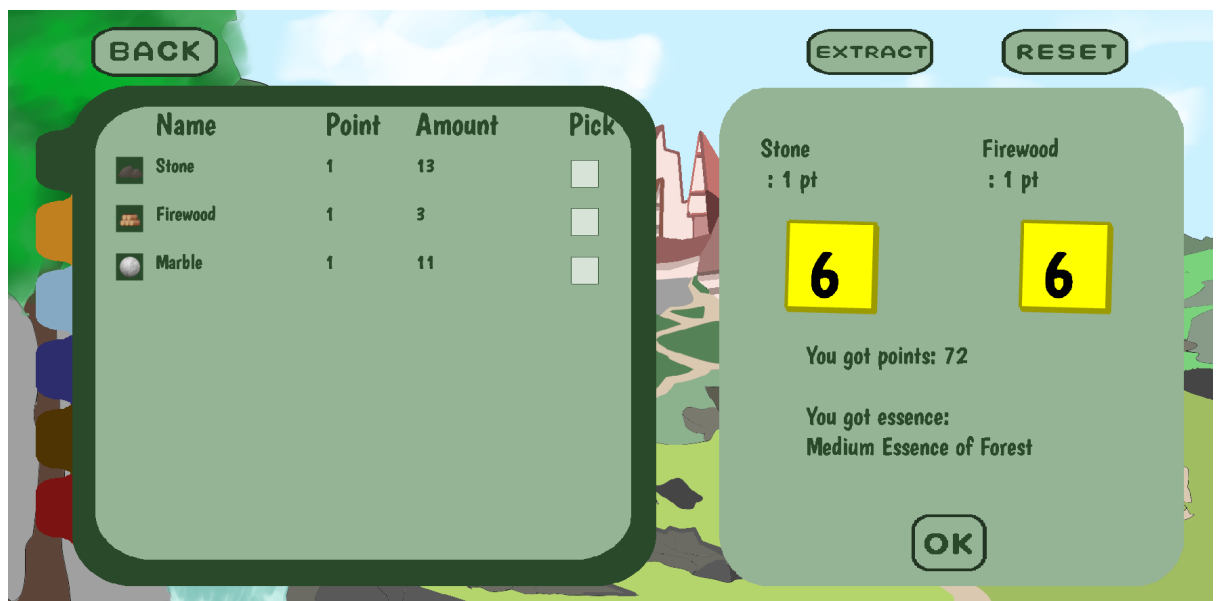 BACK
EXTRACT
RESET
Name Point Amount Pick
Stone 1 13
Firewood 1 3
Marble 1 11
Stone Firewood
: 1 pt : 1 pt
6 6
You got points: 72
You got essence:
Medium Essence of Forest
OK